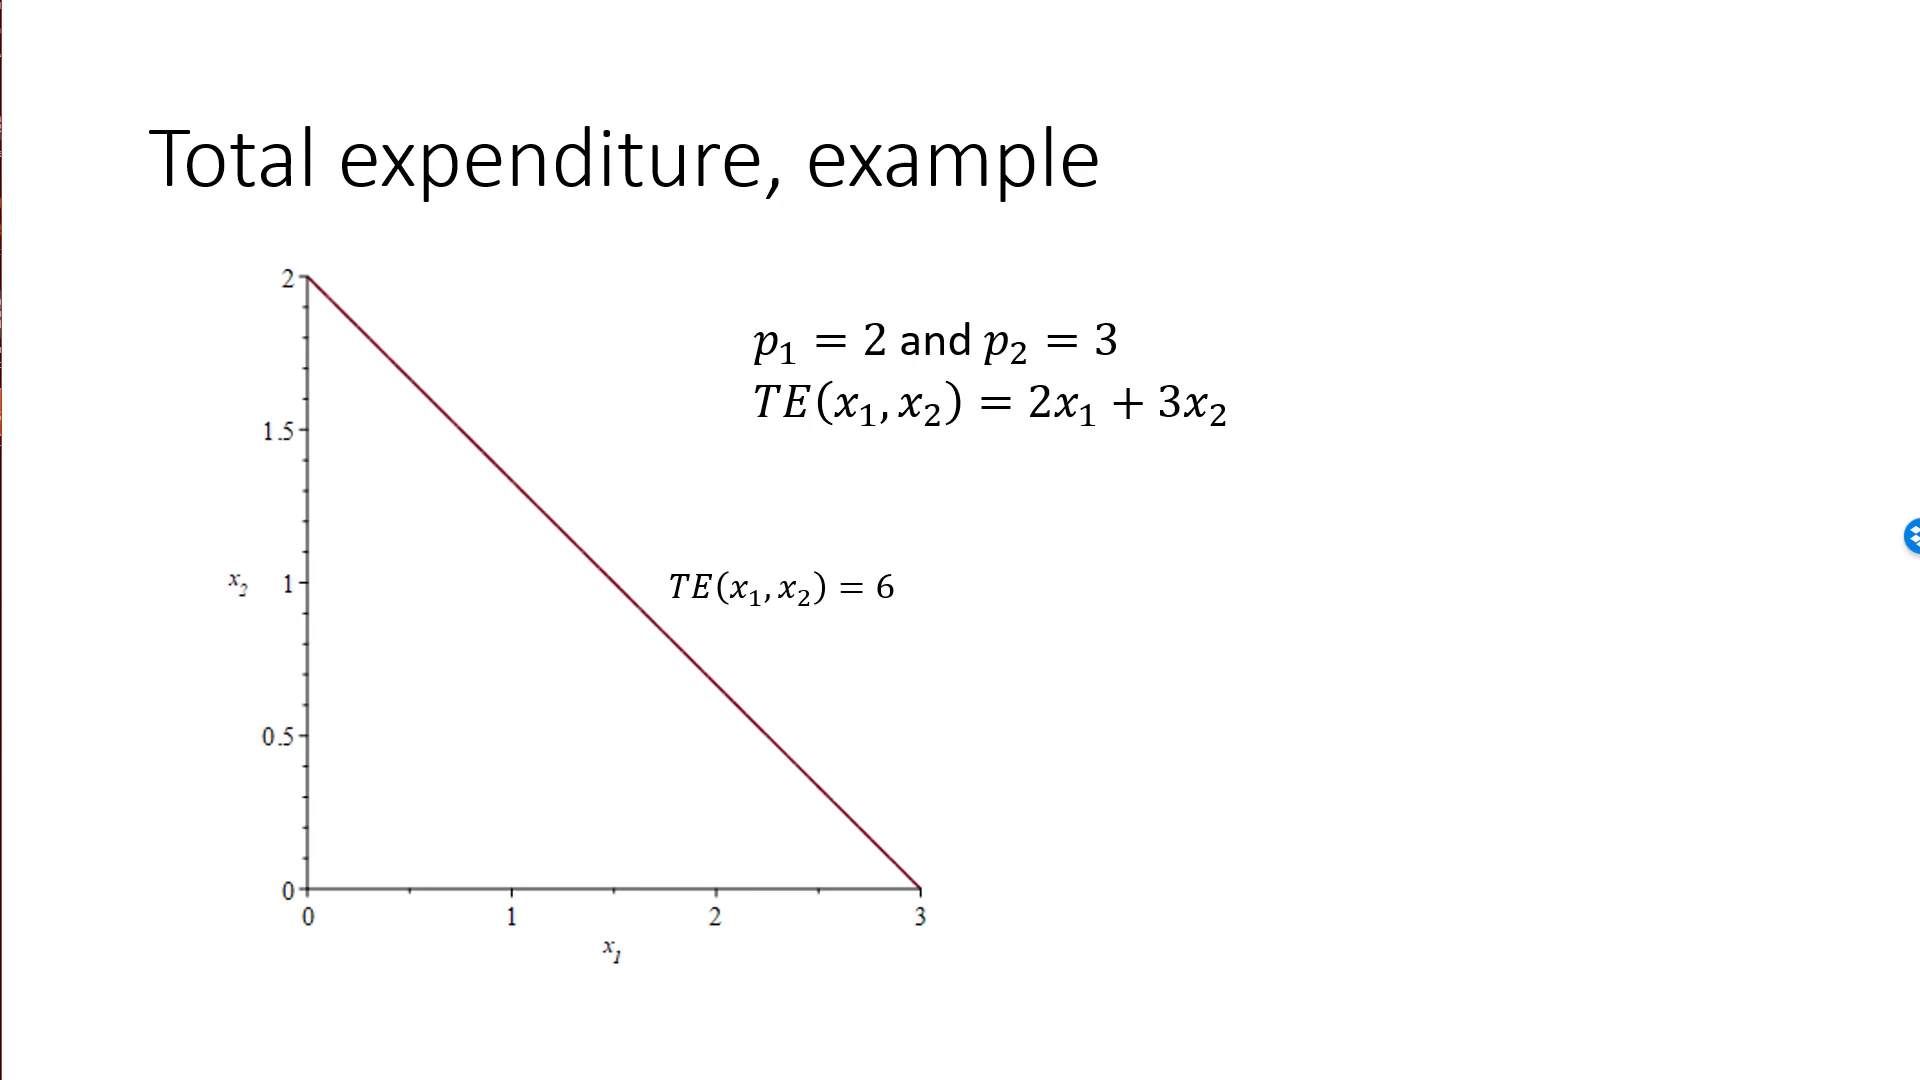 Total expenditure, example
p₁ = 2 and p₂ = 3
TE(x₁, x₂) = 2x₁ + 3x₂
TE(x₁, x₂) = 6
2
1.5
x₂
1
0.5
0
0 1 2 3
x₁